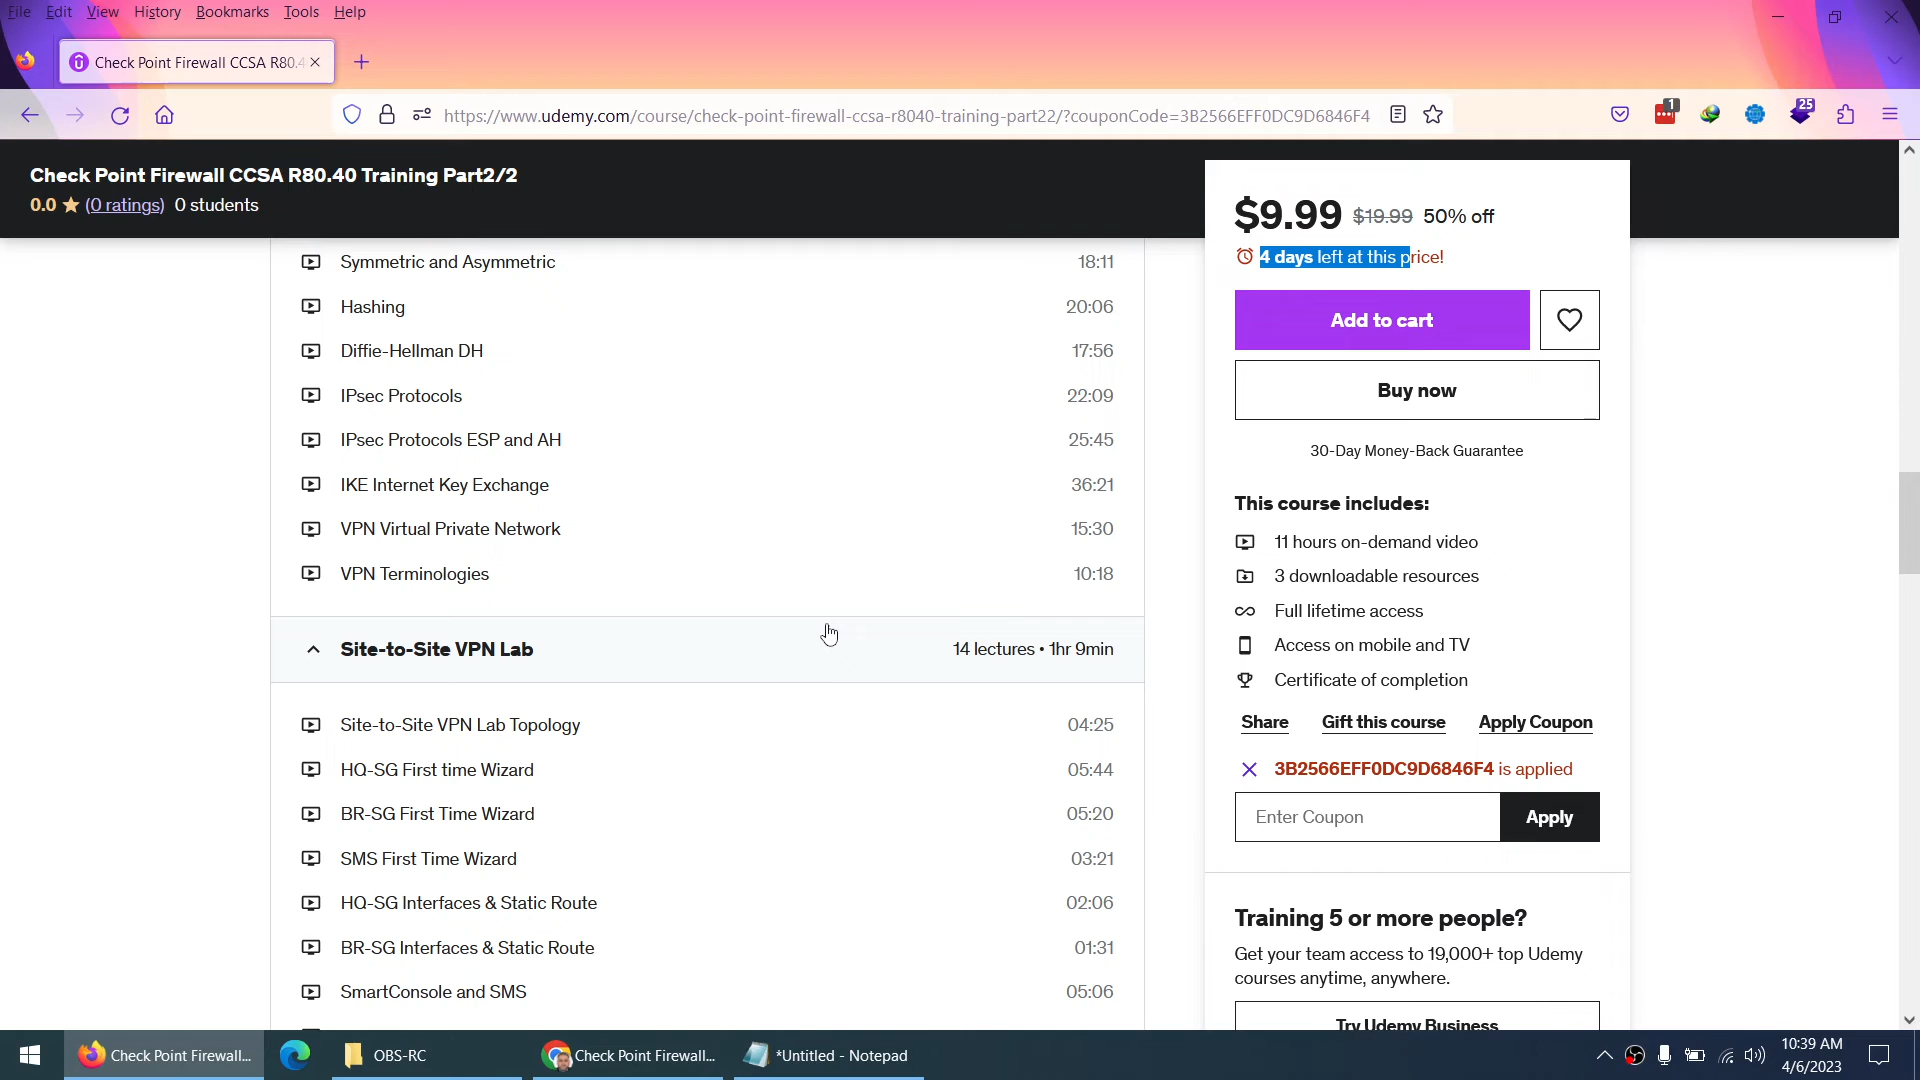 File Edit View History Bookmarks Tools Help
Check Point Firewall CCSA R80.4
https://www.udemy.com/course/check-point-firewall-ccsa-r8040-training-part22/?couponCode=3B2566EFF0DC9D6846F4
1
25
Check Point Firewall CCSA R80.40 Training Part2/2
0.0 (0 ratings) 0 students
Symmetric and Asymmetric 18:11
Hashing 20:06
Diffie-Hellman DH 17:56
IPsec Protocols 22:09
IPsec Protocols ESP and AH 25:45
IKE Internet Key Exchange 36:21
VPN Virtual Private Network 15:30
VPN Terminologies 10:18
Site-to-Site VPN Lab 14 lectures • 1hr 9min
Site-to-Site VPN Lab Topology 04:25
HQ-SG First time Wizard 05:44
BR-SG First Time Wizard 05:20
SMS First Time Wizard 03:21
HQ-SG Interfaces & Static Route 02:06
BR-SG Interfaces & Static Route 01:31
SmartConsole and SMS 05:06
$9.99 $19.99 50% off
4 days left at this price!
Add to cart
Buy now
30-Day Money-Back Guarantee
This course includes:
11 hours on-demand video
3 downloadable resources
Full lifetime access
Access on mobile and TV
Certificate of completion
Share Gift this course Apply Coupon
3B2566EFF0DC9D6846F4 is applied
Enter Coupon Apply
Training 5 or more people?
Get your team access to 19,000+ top Udemy
courses anytime, anywhere.
Try Udemy Business
Check Point Firewall... OBS-RC Check Point Firewall... *Untitled - Notepad
10:39 AM
4/6/2023